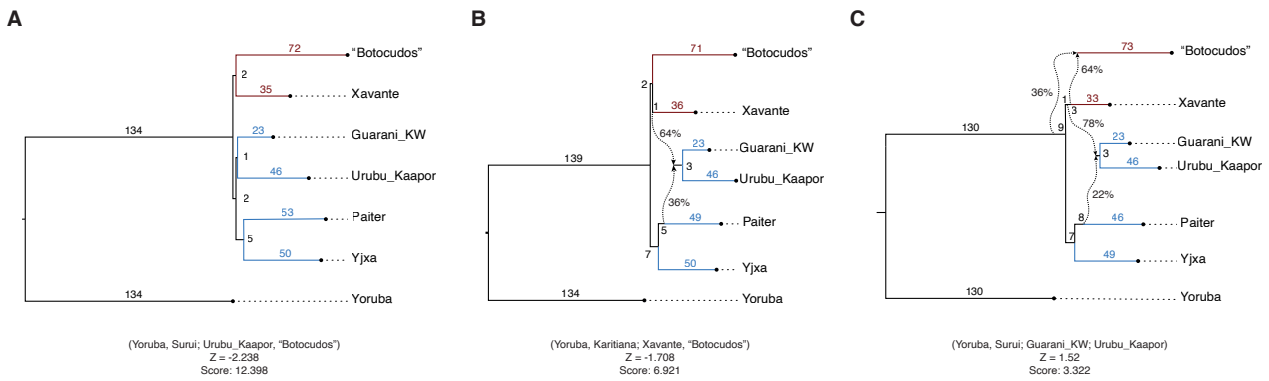 A
B
C
72
"Botocudos"
2
35
Xavante
134
23
Guarani_KW
1
46
Urubu_Kaapor
2
53
Paiter
5
50
Yjxa
134
Yoruba
(Yoruba, Surui; Urubu_Kaapor, "Botocudos")
Z = -2.238
Score: 12.398
71
"Botocudos"
2
1
36
Xavante
64%
23
Guarani_KW
139
3
46
Urubu_Kaapor
36%
49
Paiter
5
7
50
Yjxa
134
Yoruba
(Yoruba, Karitiana; Xavante, "Botocudos")
Z = -1.708
Score: 6.921
73
"Botocudos"
64%
36%
1
33
Xavante
3
130
9
78%
23
Guarani_KW
3
46
Urubu_Kaapor
22%
8
46
Paiter
7
49
Yjxa
130
Yoruba
(Yoruba, Surui; Guarani_KW; Urubu_Kaapor)
Z = 1.52
Score: 3.322